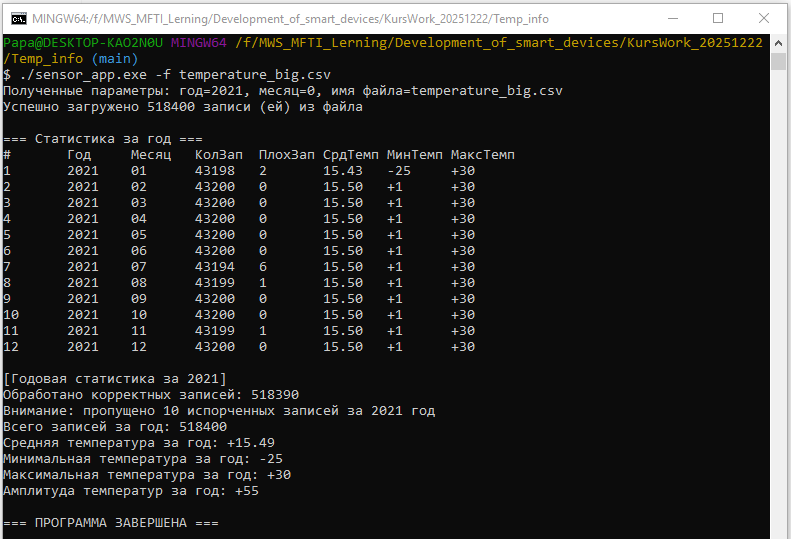 MINGW64:/f/MWS_MFTI_Lerning/Development_of_smart_devices/KursWork_20251222/Temp_info
Papa@DESKTOP-KAO2N0U MINGW64 /f/MWS_MFTI_Lerning/Development_of_smart_devices/KursWork_20251222
/Temp_info (main)
$ ./sensor_app.exe -f temperature_big.csv
Полученные параметры: год=2021, месяц=0, имя файла=temperature_big.csv
Успешно загружено 518400 записи (ей) из файла
=== Статистика за год ===
# Год Месяц КолЗап ПлохЗап СрдТемп МинТемп МаксТемп
1 2021 01 43198 2 15.43 -25 +30
2 2021 02 43200 0 15.50 +1 +30
3 2021 03 43200 0 15.50 +1 +30
4 2021 04 43200 0 15.50 +1 +30
5 2021 05 43200 0 15.50 +1 +30
6 2021 06 43200 0 15.50 +1 +30
7 2021 07 43194 6 15.50 +1 +30
8 2021 08 43199 1 15.50 +1 +30
9 2021 09 43200 0 15.50 +1 +30
10 2021 10 43200 0 15.50 +1 +30
11 2021 11 43199 1 15.50 +1 +30
12 2021 12 43200 0 15.50 +1 +30
[Годовая статистика за 2021]
Обработано корректных записей: 518390
Внимание: пропущено 10 испорченных записей за 2021 год
Всего записей за год: 518400
Средняя температура за год: +15.49
Минимальная температура за год: -25
Максимальная температура за год: +30
Амплитуда температур за год: +55
=== ПРОГРАММА ЗАВЕРШЕНА ===